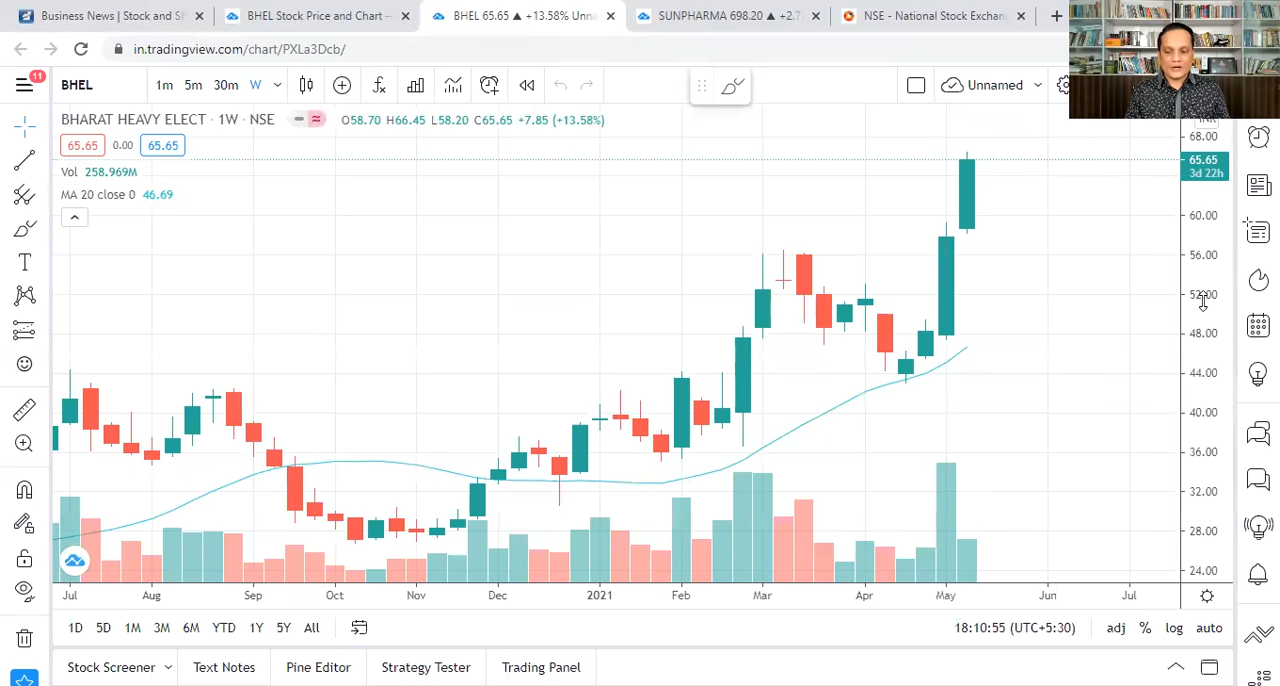 Business News | Stock and Sh
BHEL Stock Price and Chart —
BHEL 65.65 ▲ +13.58% Unna
SUNPHARMA 698.20 ▲ +2.7
NSE - National Stock Exchan
in.tradingview.com/chart/PXLa3Dcb/
11
BHEL
1m 5m 30m W
Unnamed
BHARAT HEAVY ELECT · 1W · NSE
O58.70 H66.45 L58.20 C65.65 +7.85 (+13.58%)
65.65 0.00 65.65
Vol 258.969M
MA 20 close 0 46.69
68.00
65.65
3d 22h
60.00
56.00
52.00
48.00
44.00
40.00
36.00
32.00
28.00
24.00
Jul Aug Sep Oct Nov Dec 2021 Feb Mar Apr May Jun Jul
1D 5D 1M 3M 6M YTD 1Y 5Y All
18:10:55 (UTC+5:30)
adj % log auto
Stock Screener Text Notes Pine Editor Strategy Tester Trading Panel